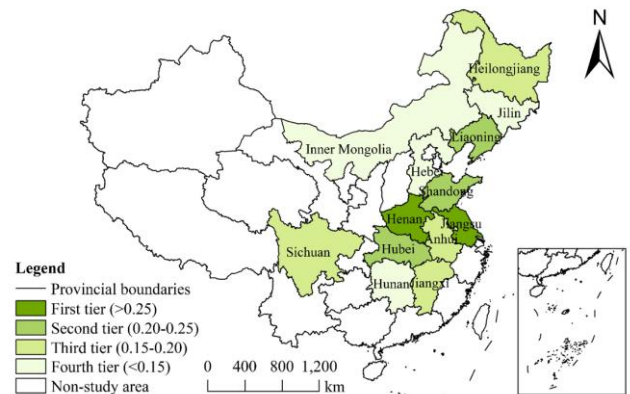 N
Heilongjiang
Jilin
Liaoning
Inner Mongolia
Hebei
Shandong
Henan
Jiangsu
Anhui
Sichuan
Hubei
Hunan
Jiangxi
Legend
Provincial boundaries
First tier (>0.25)
Second tier (0.20-0.25)
Third tier (0.15-0.20)
Fourth tier (<0.15)
Non-study area
0 400 800 1,200
km